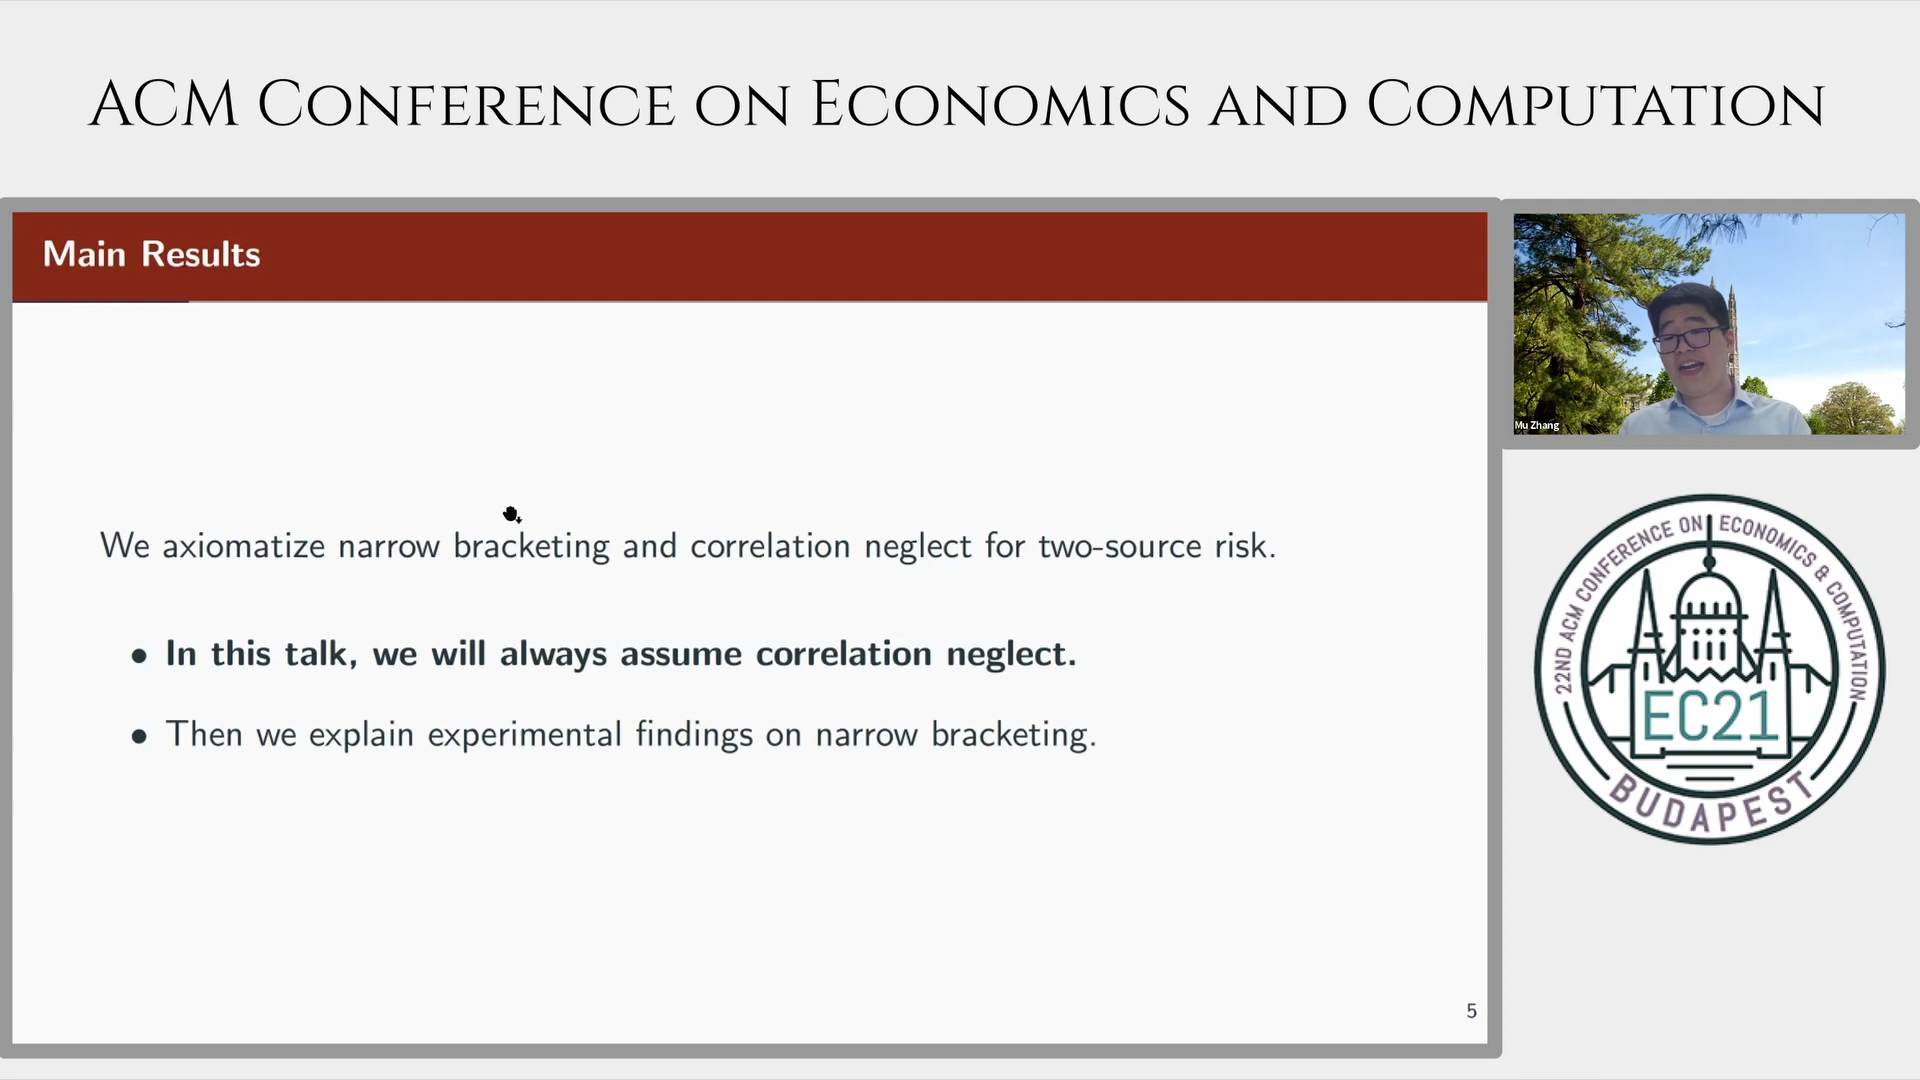 ACM Conference on Economics and Computation
Main Results
We axiomatize narrow bracketing and correlation neglect for two-source risk.
• In this talk, we will always assume correlation neglect.
• Then we explain experimental findings on narrow bracketing.
5
Mu Zhang
22ND ACM CONFERENCE ON ECONOMICS & COMPUTATION
EC21
BUDAPEST